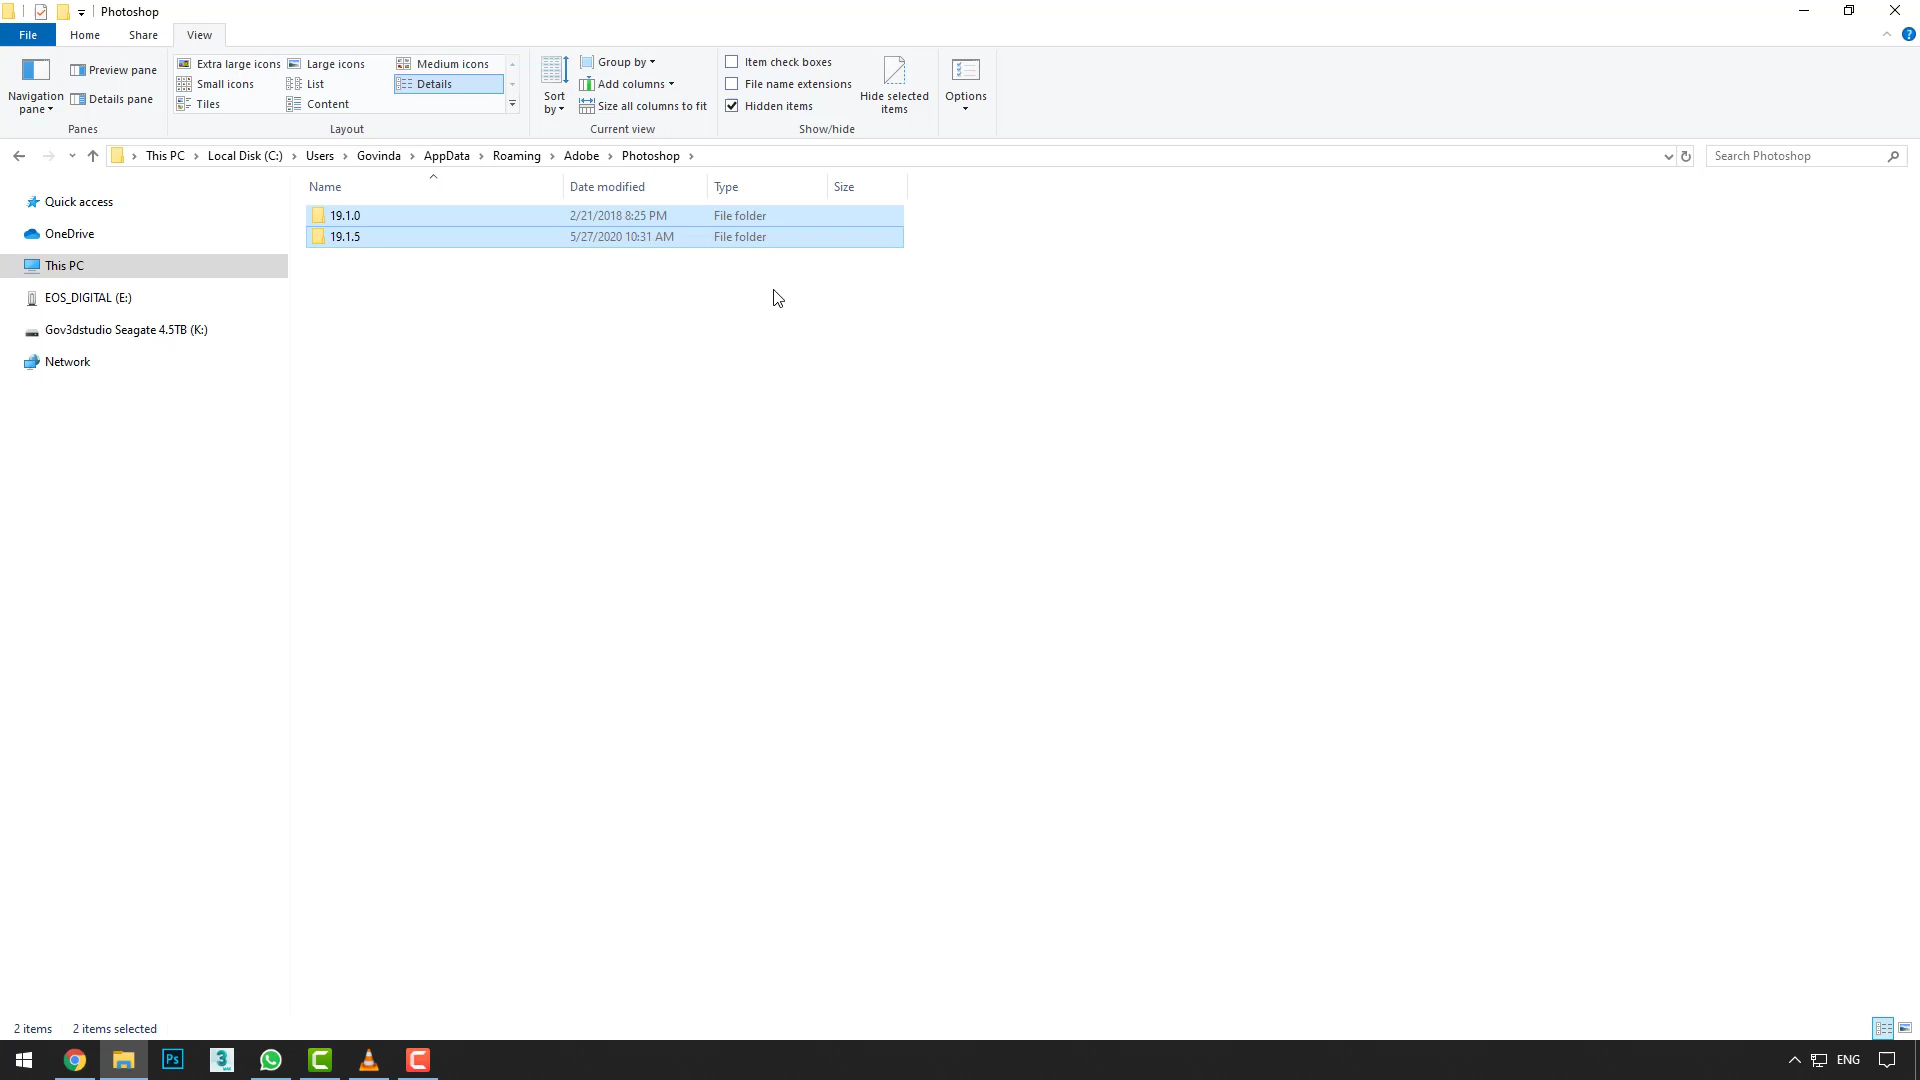 Photoshop
File Home Share View
Navigation pane
Preview pane
Details pane
Panes
Extra large icons Large icons Medium icons
Small icons List Details
Tiles Content
Layout
Sort by
Group by
Add columns
Size all columns to fit
Current view
Item check boxes
File name extensions
Hidden items
Hide selected items
Show/hide
Options
This PC Local Disk (C:) Users Govinda AppData Roaming Adobe Photoshop
Search Photoshop
Quick access
OneDrive
This PC
EOS_DIGITAL (E:)
Gov3dstudio Seagate 4.5TB (K:)
Network
Name Date modified Type Size
19.1.0 2/21/2018 8:25 PM File folder
19.1.5 5/27/2020 10:31 AM File folder
2 items 2 items selected
Ps 3 ENG